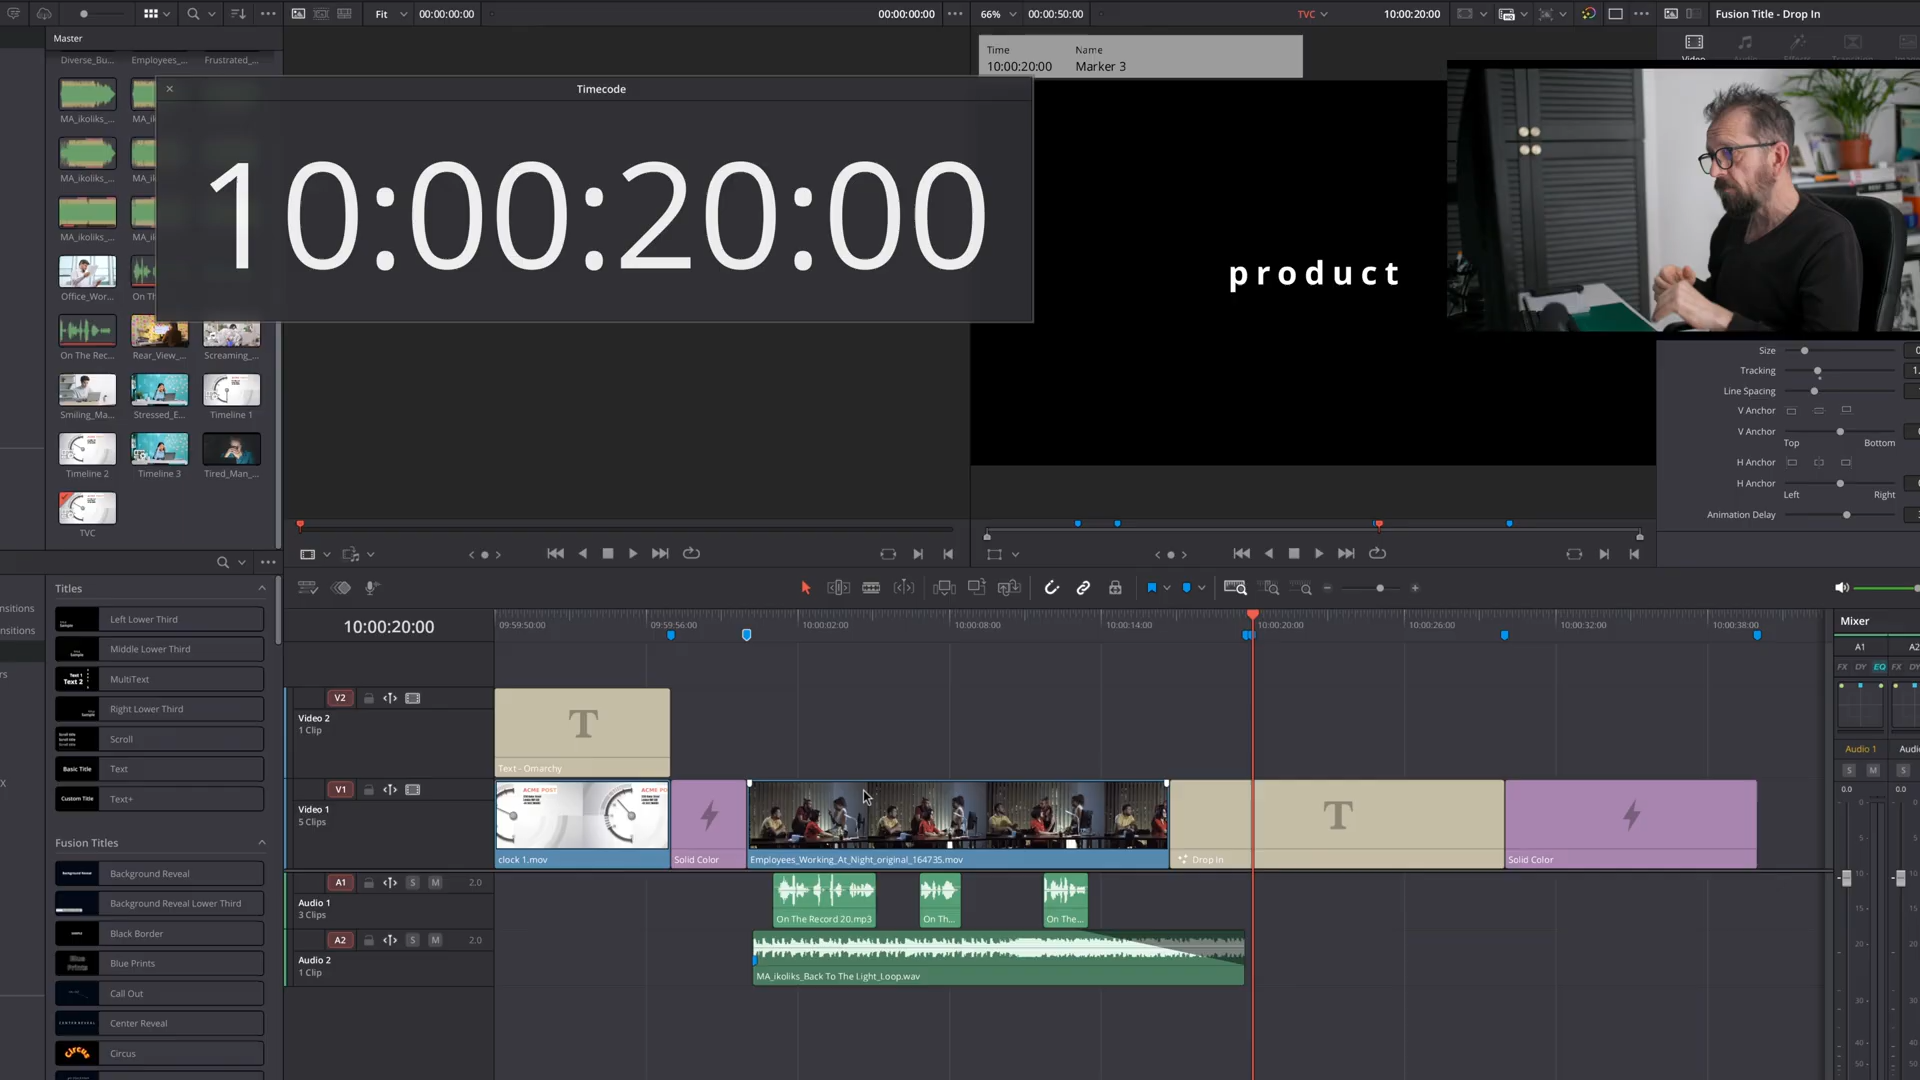 Fit
00:00:00:00
00:00:00:00
66%
00:00:50:00
TVC
10:00:20:00
Fusion Title - Drop In
Master
Time
Name
10:00:20:00
Marker 3
Video
Diverse_Bu...
Employees_...
Frustrated_...
Timecode
10:00:20:00
MA_ikoliks_...
MA_ikoliks_...
MA_ikoliks_...
product
Office_Wor...
On Th
On The Rec...
Rear_View_...
Screaming_...
Smiling_Ma...
Stressed_E...
Timeline 1
Timeline 2
Timeline 3
Tired_Man_...
TVC
Size
Tracking
Line Spacing
V Anchor
V Anchor
Top
Bottom
H Anchor
H Anchor
Left
Right
Animation Delay
Titles
nsitions
nsitions
Left Lower Third
Middle Lower Third
MultiText
Right Lower Third
Scroll
Basic Title
Text
Custom Title
Text+
Fusion Titles
Background Reveal
Background Reveal Lower Third
Black Border
Blue Prints
Call Out
Center Reveal
Circus
10:00:20:00
09:59:50:00
09:59:56:00
10:00:02:00
10:00:08:00
10:00:14:00
10:00:20:00
10:00:26:00
10:00:32:00
10:00:38:00
V2
Video 2
1 Clip
T
Text - Omarchy
V1
Video 1
5 Clips
ACME POST
clock 1.mov
Solid Color
Employees_Working_At_Night_original_164735.mov
T
Drop In
Solid Color
A1
S
M
2.0
Audio 1
3 Clips
On The Record 20.mp3
On Th...
On The...
A2
S
M
2.0
Audio 2
1 Clip
MA_ikoliks_Back To The Light_Loop.wav
Mixer
A1
A2
FX
DY
EQ
FX
Audio 1
Audio
S
M
S
0.0
0.0